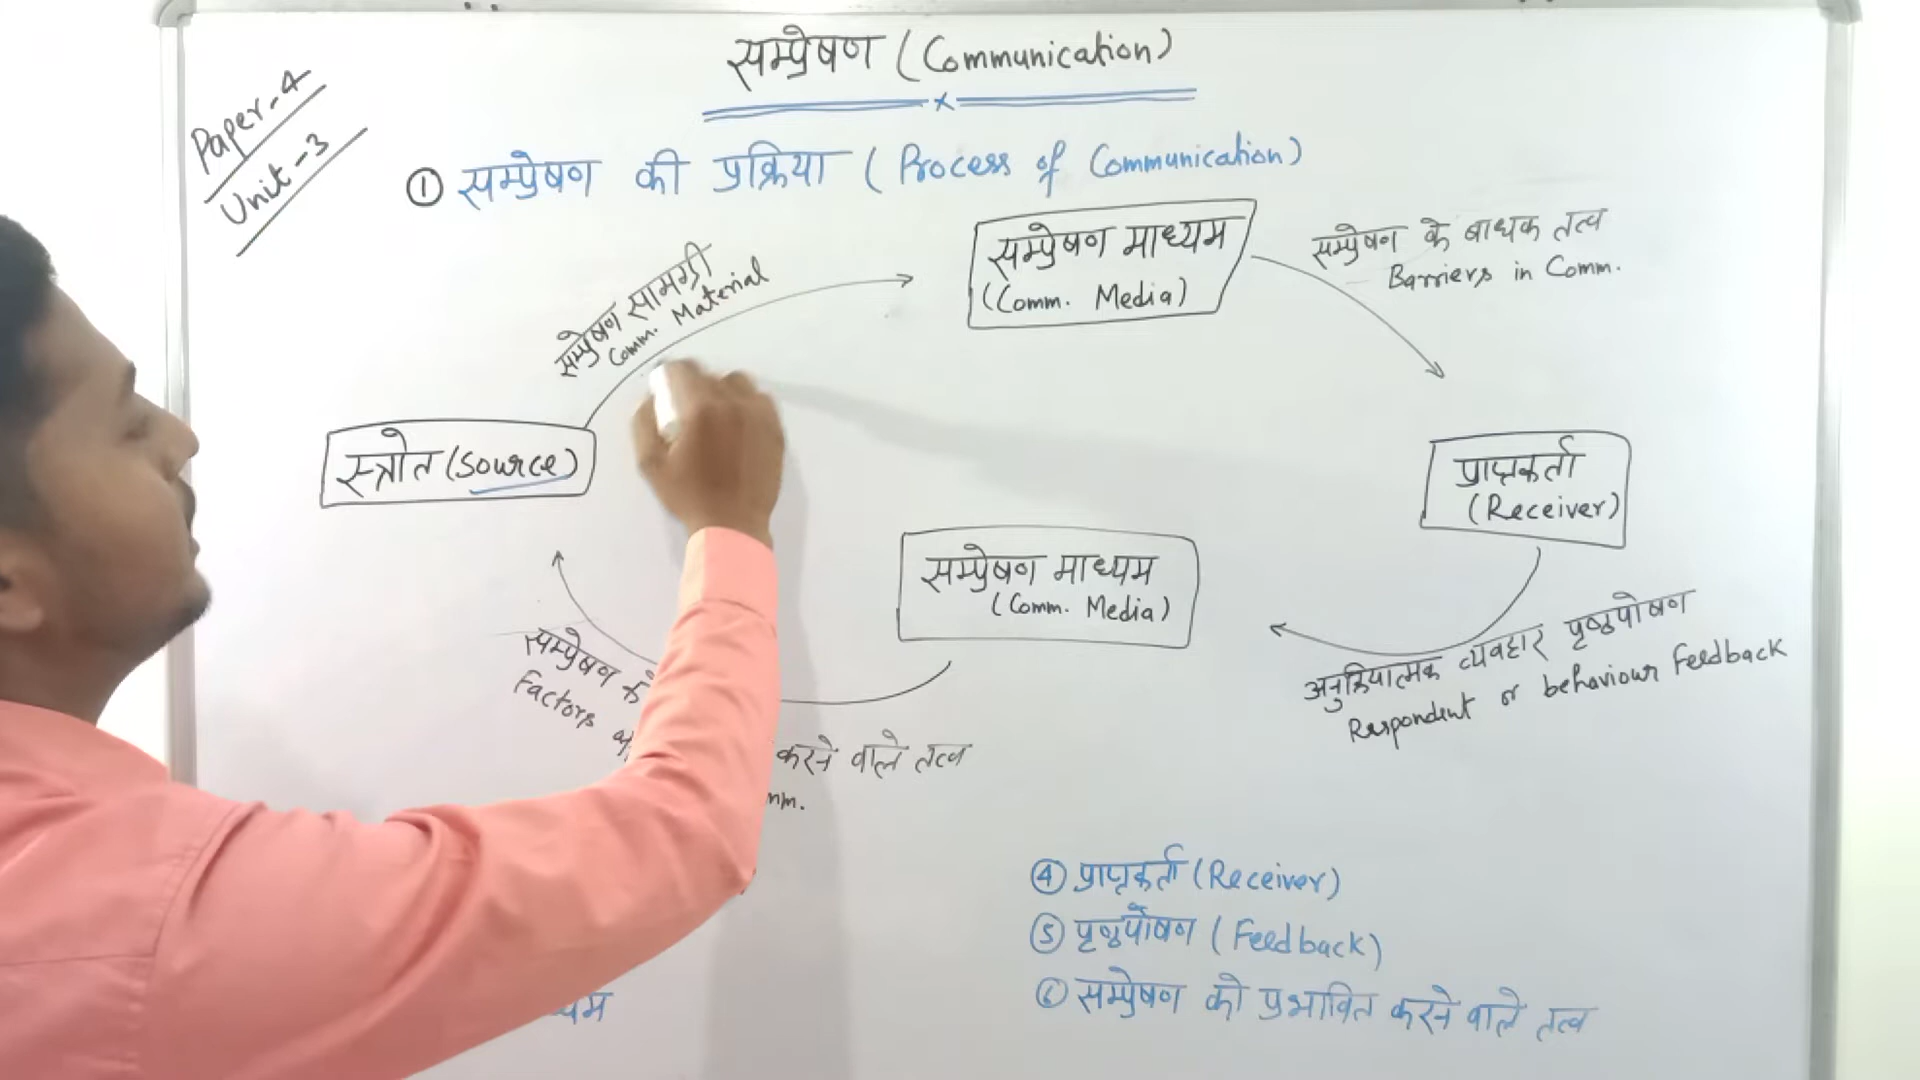 सम्प्रेषण (Communication)
Paper-4
Unit-3
① सम्प्रेषण की प्रक्रिया (Process of Communication)
सम्प्रेषण सामग्री
Comm. Material
सम्प्रेषण माध्यम
(Comm. Media)
सम्प्रेषण के बाधक तत्व
Barriers in Comm.
स्त्रोत (Source)
प्राप्तकर्ता
(Receiver)
सम्प्रेषण माध्यम
(Comm. Media)
अनुक्रियात्मक व्यवहार पृष्ठपोषण
Respondent or behaviour Feedback
सम्प्रेषण करने वाले तत्व
Factors
④ प्राप्तकर्ता (Receiver)
⑤ पृष्ठपोषण (Feedback)
⑥ सम्प्रेषण को प्रभावित करने वाले तत्व